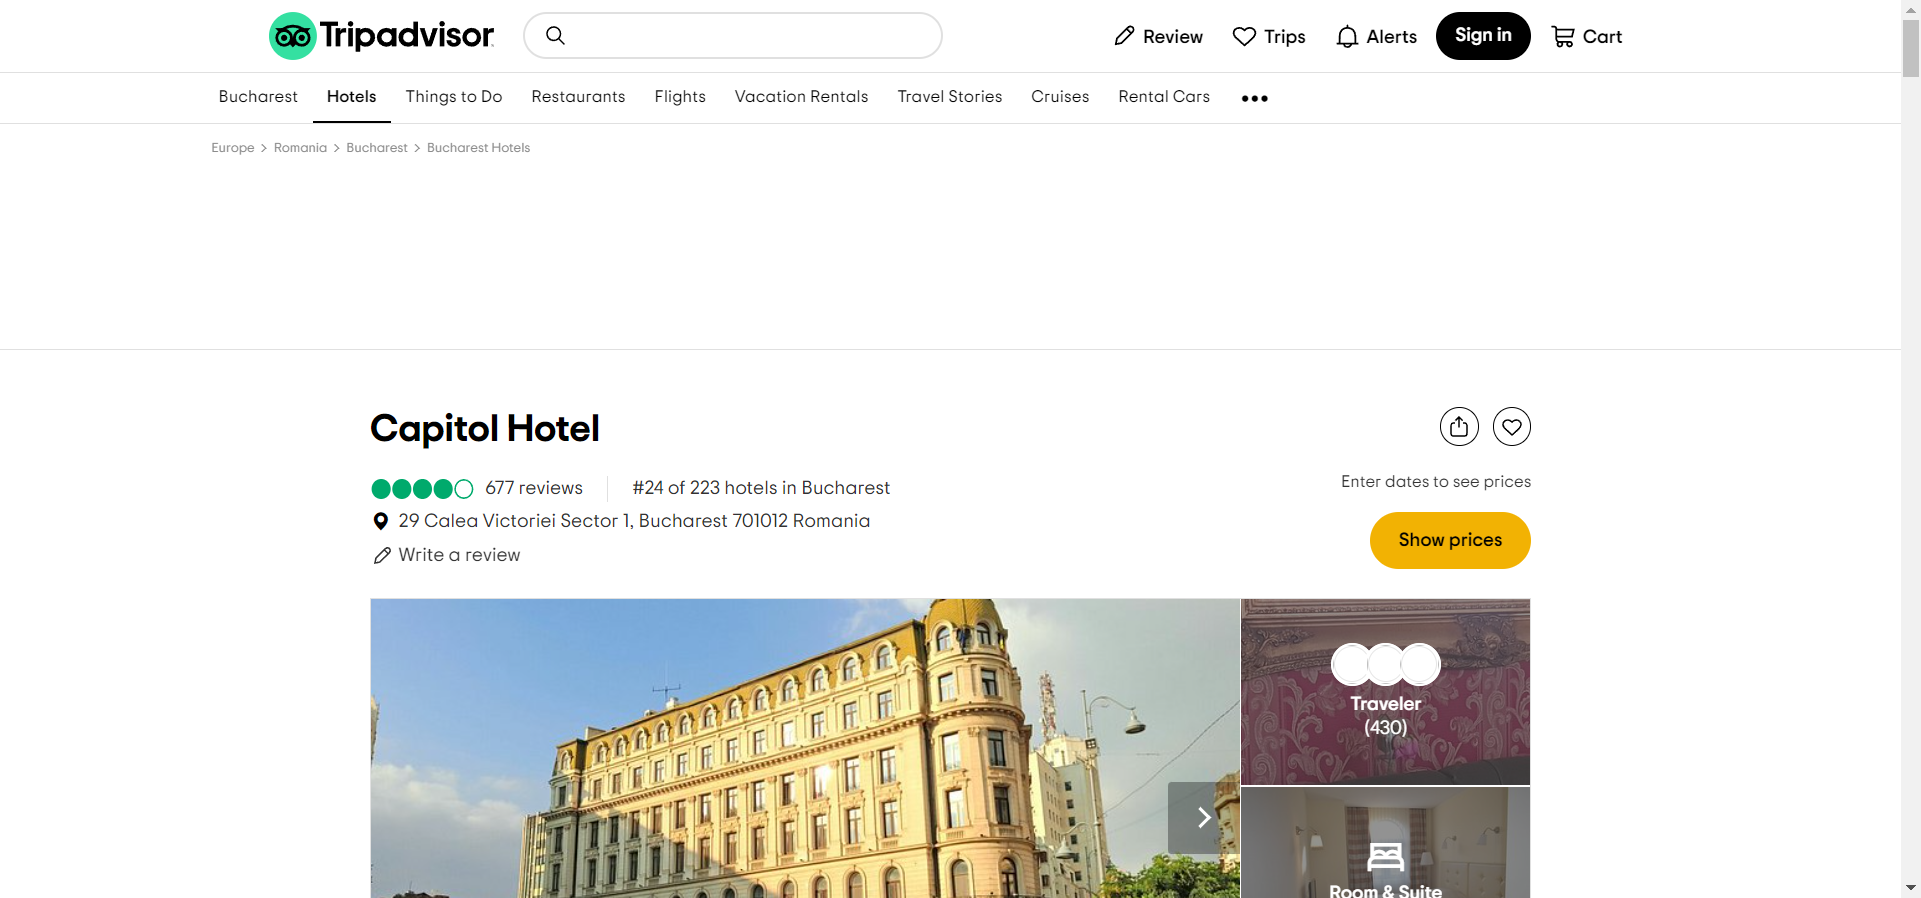 Tripadvisor
Review
Trips
Alerts
Sign in
Cart
Bucharest
Hotels
Things to Do
Restaurants
Flights
Vacation Rentals
Travel Stories
Cruises
Rental Cars
Europe > Romania > Bucharest > Bucharest Hotels
Capitol Hotel
677 reviews
#24 of 223 hotels in Bucharest
29 Calea Victoriei Sector 1, Bucharest 701012 Romania
Write a review
Enter dates to see prices
Show prices
Traveler
(430)
Room & Suite